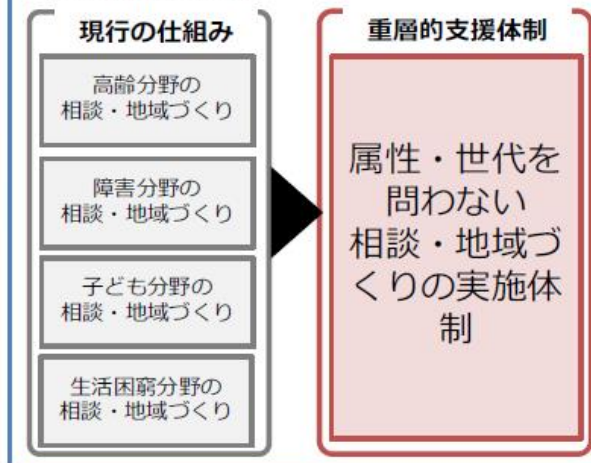 現行の仕組み
高齢分野の
相談・地域づくり
障害分野の
相談・地域づくり
子ども分野の
相談・地域づくり
生活困窮分野の
相談・地域づくり
重層的支援体制
属性・世代を
問わない
相談・地域づ
くりの実施体
制